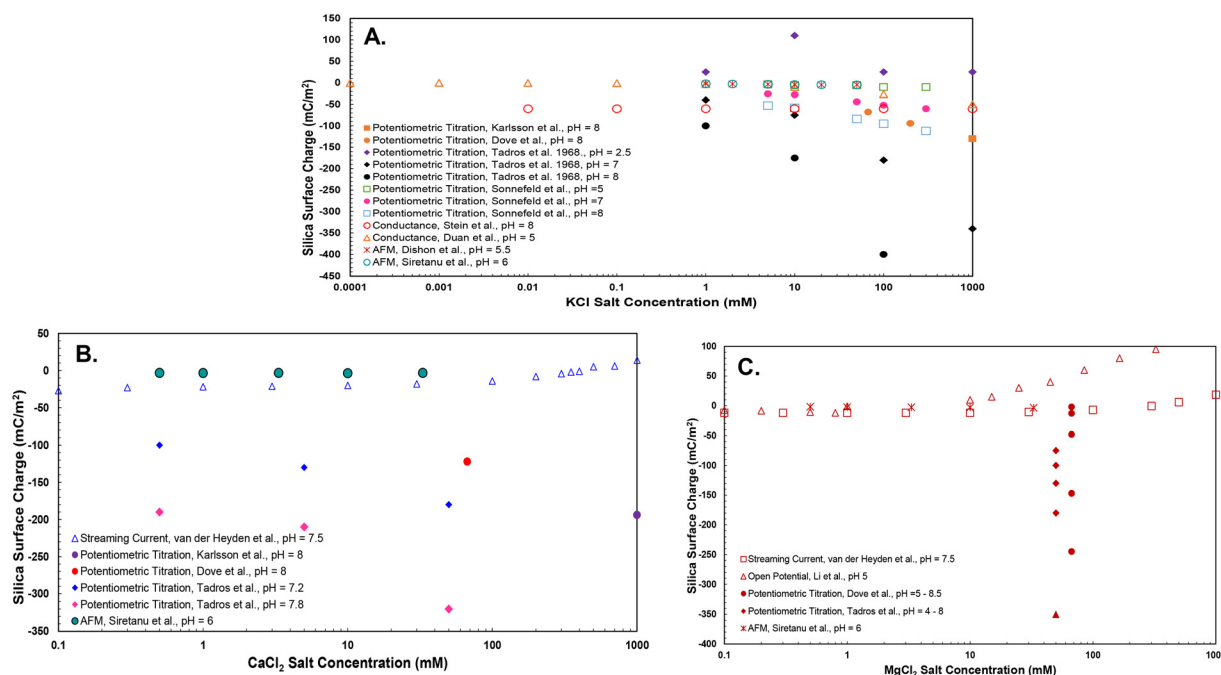 A.
150
100
50
0
-50
-100
-150
-200
-250
-300
-350
-400
-450
Silica Surface Charge (mC/m²)
Potentiometric Titration, Karlsson et al., pH = 8
Potentiometric Titration, Dove et al., pH = 8
Potentiometric Titration, Tadros et al. 1968., pH = 2.5
Potentiometric Titration, Tadros et al. 1968, pH = 7
Potentiometric Titration, Tadros et al. 1968, pH = 8
Potentiometric Titration, Sonnefeld et al., pH =5
Potentiometric Titration, Sonnefeld et al., pH =7
Potentiometric Titration, Sonnefeld et al., pH =8
Conductance, Stein et al., pH = 8
Conductance, Duan et al., pH = 5
AFM, Dishon et al., pH = 5.5
AFM, Siretanu et al., pH = 6
0.0001 0.001 0.01 0.1 1 10 100 1000
KCl Salt Concentration (mM)
B.
50
0
-50
-100
-150
-200
-250
-300
-350
Silica Surface Charge (mC/m²)
Streaming Current, van der Heyden et al., pH = 7.5
Potentiometric Titration, Karlsson et al., pH = 8
Potentiometric Titration, Dove et al., pH = 8
Potentiometric Titration, Tadros et al., pH = 7.2
Potentiometric Titration, Tadros et al., pH = 7.8
AFM, Siretanu et al., pH = 6
0.1 1 10 100 1000
CaCl₂ Salt Concentration (mM)
C.
100
50
0
-50
-100
-150
-200
-250
-300
-350
-400
Silica Surface Charge (mC/m²)
Streaming Current, van der Heyden et al., pH = 7.5
Open Potential, Li et al., pH 5
Potentiometric Titration, Dove et al., pH =5 - 8.5
Potentiometric Titration, Tadros et al., pH = 4 - 8
AFM, Siretanu et al., pH = 6
0.1 1 10 100 100
MgCl₂ Salt Concentration (mM)